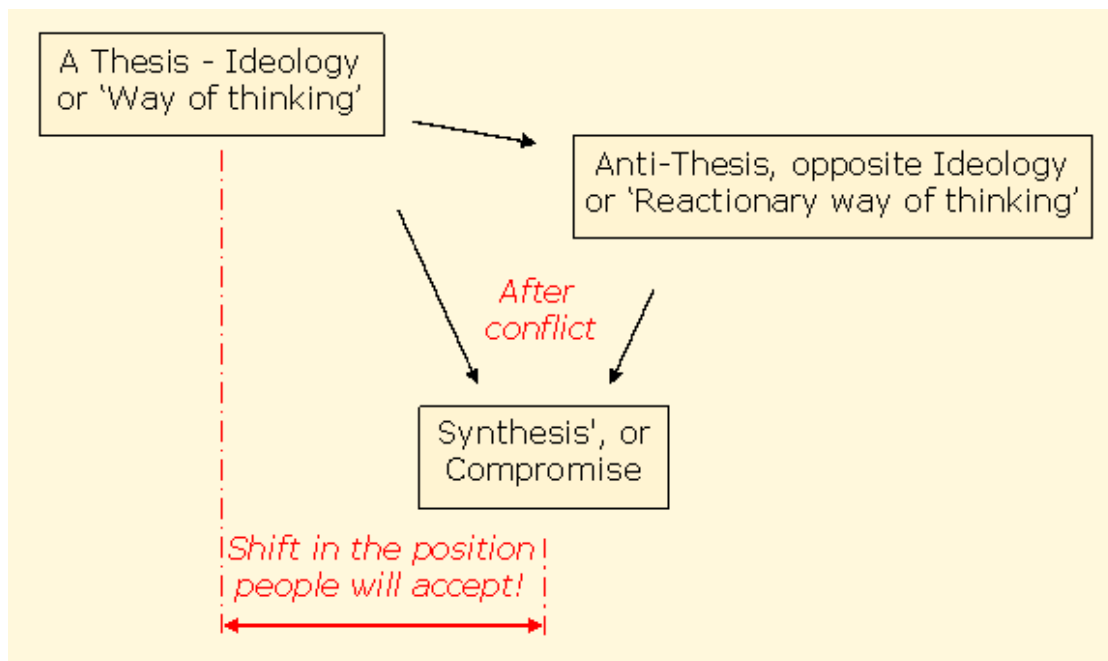 A Thesis - Ideology
or ‘Way of thinking’
Anti-Thesis, opposite Ideology
or ‘Reactionary way of thinking’
After
conflict
Synthesis', or
Compromise
Shift in the position
people will accept!